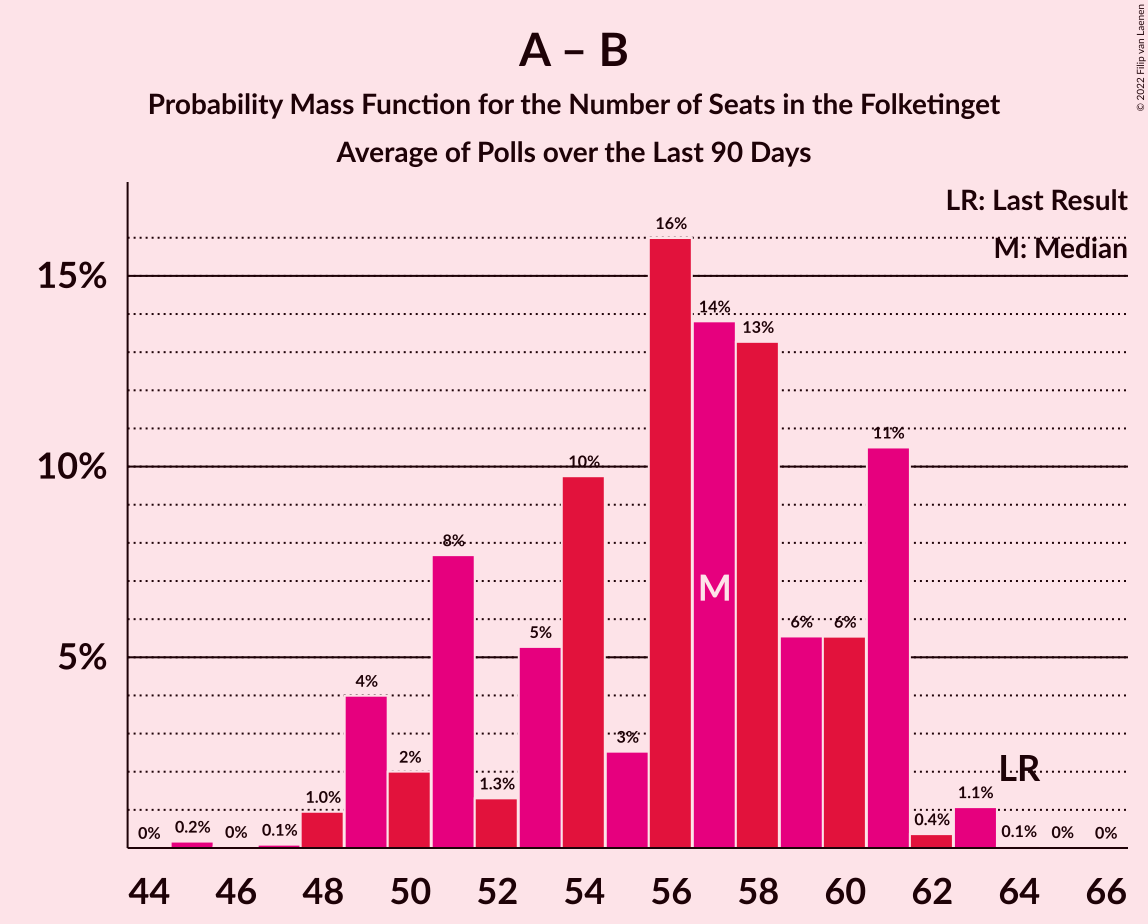 A – B
Probability Mass Function for the Number of Seats in the Folketinget
Average of Polls over the Last 90 Days
© 2022 Filip van Laenen
LR: Last Result
M: Median
15%
10%
5%
0%
0.2%
0%
0.1%
1.0%
4%
2%
8%
1.3%
5%
10%
3%
16%
14%
13%
6%
6%
11%
0.4%
1.1%
0.1%
0%
0%
M
LR
44 46 48 50 52 54 56 58 60 62 64 66